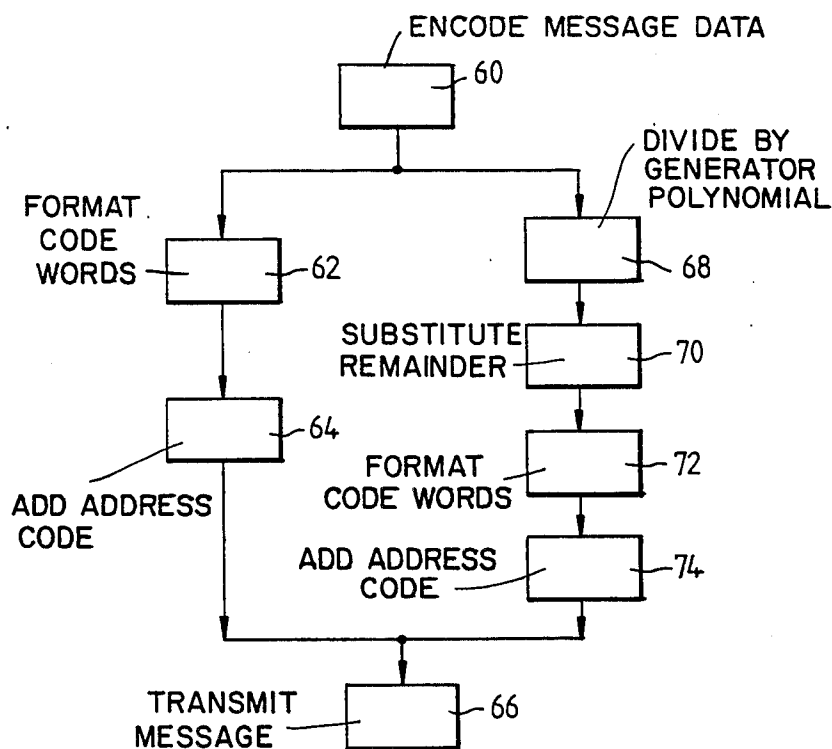 ENCODE MESSAGE DATA
60
DIVIDE BY
GENERATOR
POLYNOMIAL
68
FORMAT
CODE
WORDS
62
SUBSTITUTE
REMAINDER
70
64
ADD ADDRESS
CODE
FORMAT
CODE WORDS
72
ADD ADDRESS
CODE
74
TRANSMIT
MESSAGE
66